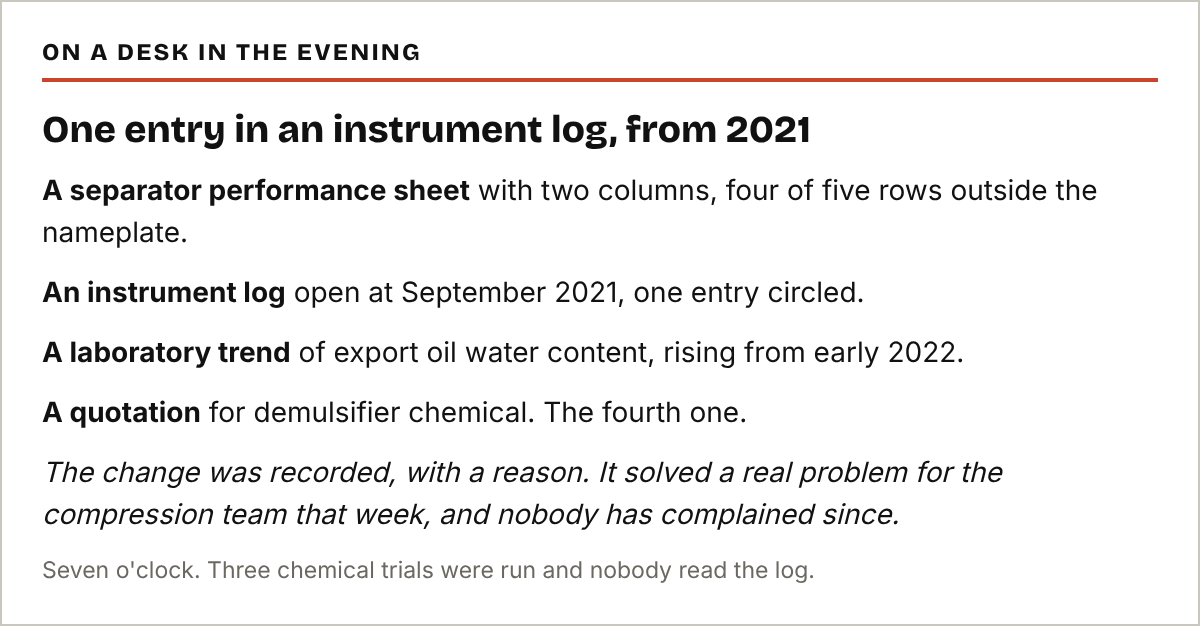 ON A DESK IN THE EVENING
One entry in an instrument log, from 2021
A separator performance sheet with two columns, four of five rows outside the
nameplate.
An instrument log open at September 2021, one entry circled.
A laboratory trend of export oil water content, rising from early 2022.
A quotation for demulsifier chemical. The fourth one.
The change was recorded, with a reason. It solved a real problem for the
compression team that week, and nobody has complained since.
Seven o'clock. Three chemical trials were run and nobody read the log.